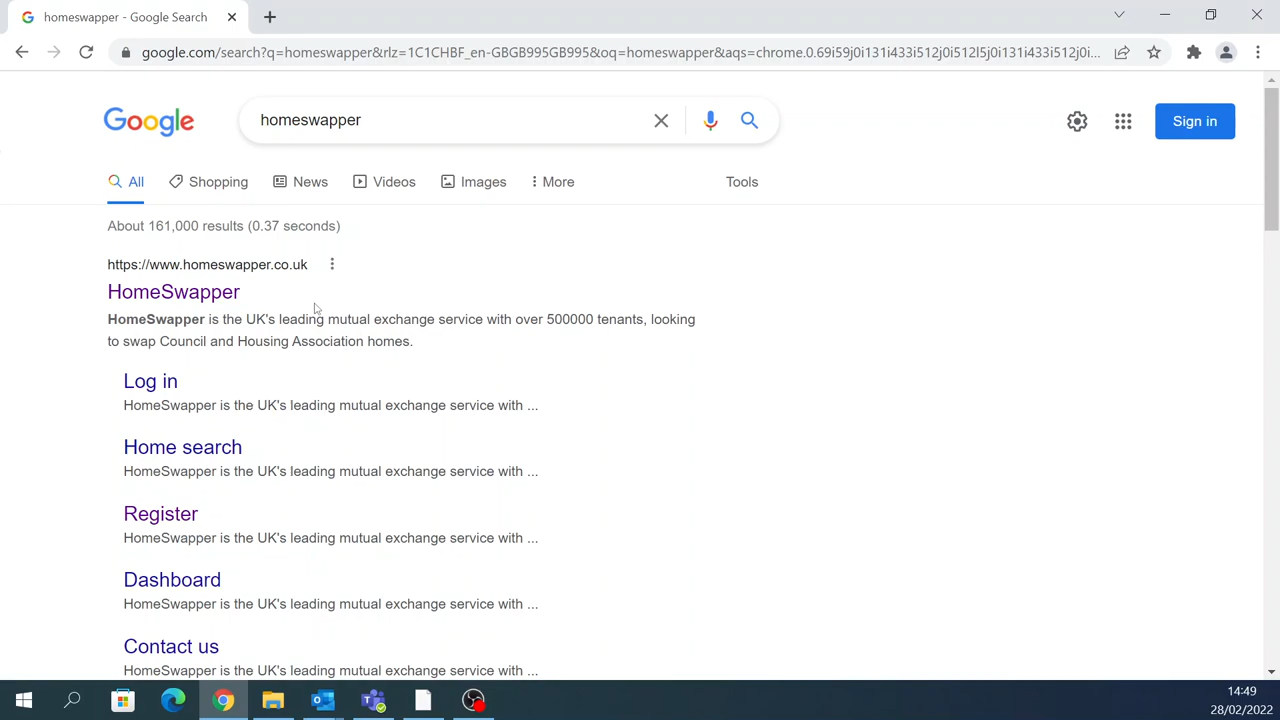 homeswapper - Google Search
google.com/search?q=homeswapper&rlz=1C1CHBF_en-GBGB995GB995&oq=homeswapper&aqs=chrome.0.69i59j0i131i433i512j0i512l5j0i131i433i512j0i...
Google
homeswapper
Sign in
All Shopping News Videos Images More Tools
About 161,000 results (0.37 seconds)
https://www.homeswapper.co.uk
HomeSwapper
HomeSwapper is the UK's leading mutual exchange service with over 500000 tenants, looking
to swap Council and Housing Association homes.
Log in
HomeSwapper is the UK's leading mutual exchange service with ...
Home search
HomeSwapper is the UK's leading mutual exchange service with ...
Register
HomeSwapper is the UK's leading mutual exchange service with ...
Dashboard
HomeSwapper is the UK's leading mutual exchange service with ...
Contact us
HomeSwapper is the UK's leading mutual exchange service with ...
14:49
28/02/2022